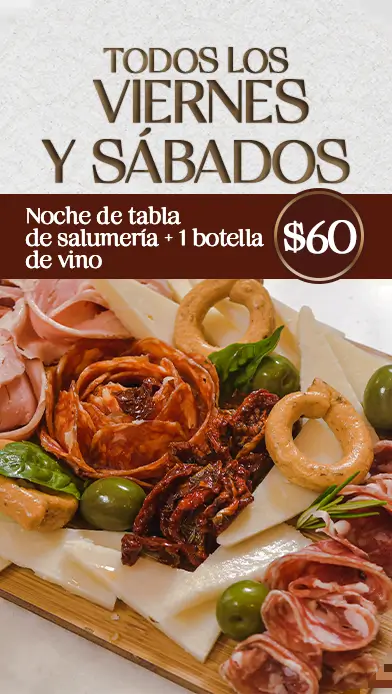 TODOS LOS
VIERNES
Y SÁBADOS
Noche de tabla
de salumería + 1 botella
de vino
$60